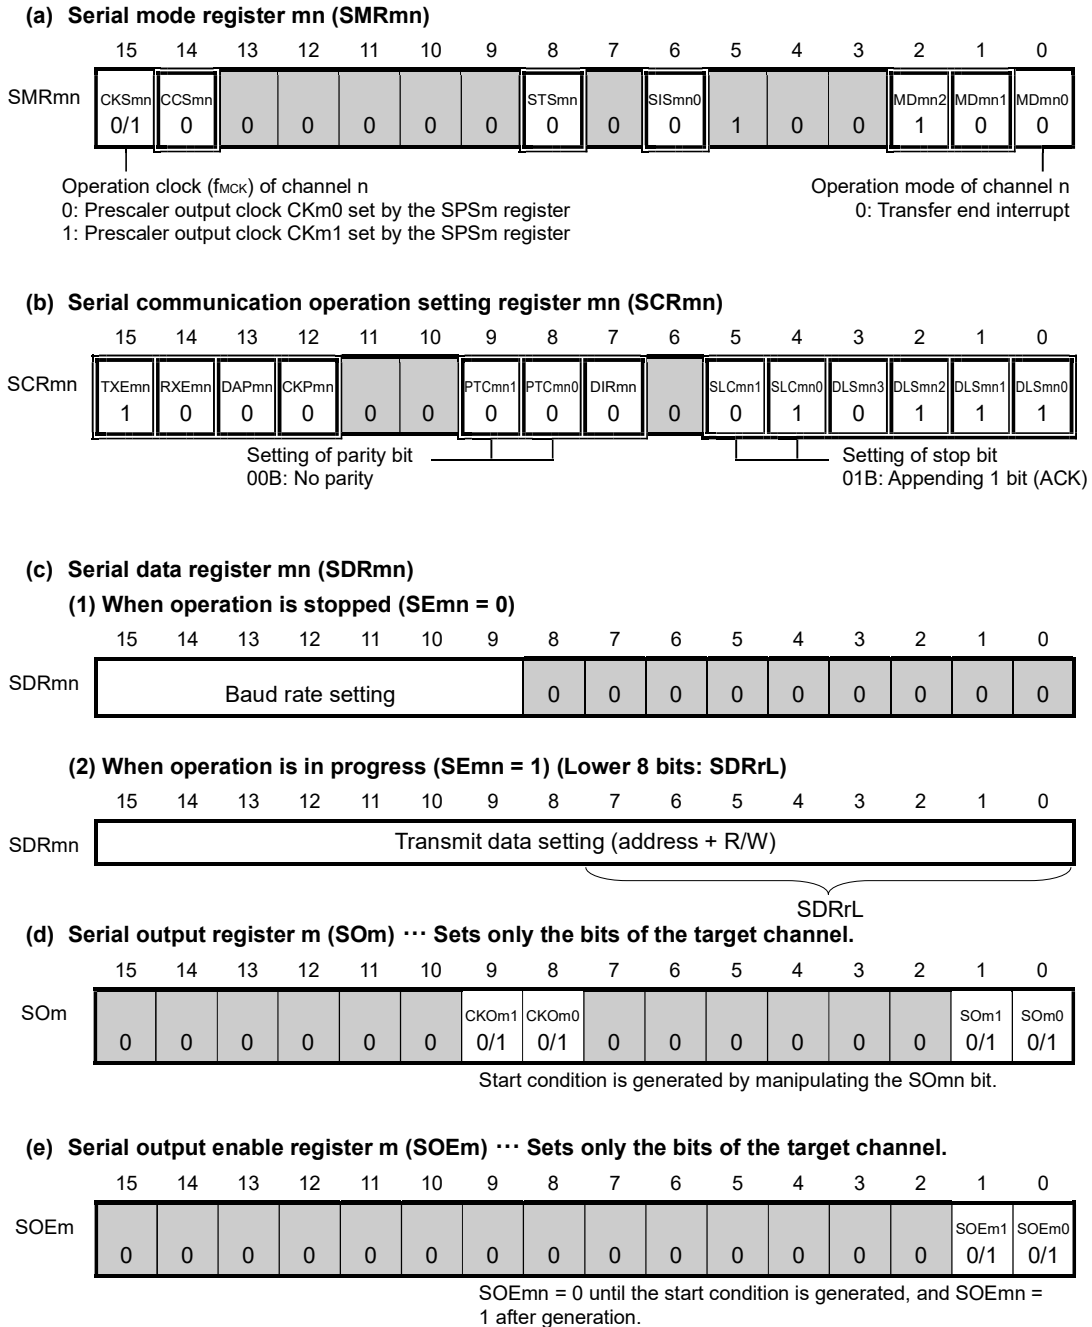 (a) Serial mode register mn (SMRmn)
15 14 13 12 11 10 9 8 7 6 5 4 3 2 1 0
SMRmn
CKSmn CCSmn STSmn SISmn0 MDmn2 MDmn1 MDmn0
0/1 0 0 0 0 0 0 0 0 0 1 0 0 1 0 0
Operation clock (fMCK) of channel n
0: Prescaler output clock CKm0 set by the SPSm register
1: Prescaler output clock CKm1 set by the SPSm register
Operation mode of channel n
0: Transfer end interrupt
(b) Serial communication operation setting register mn (SCRmn)
15 14 13 12 11 10 9 8 7 6 5 4 3 2 1 0
SCRmn
TXEmn RXEmn DAPmn CKPmn PTCmn1 PTCmn0 DIRmn SLCmn1 SLCmn0 DLSmn3 DLSmn2 DLSmn1 DLSmn0
1 0 0 0 0 0 0 0 0 0 0 1 0 1 1 1
Setting of parity bit
00B: No parity
Setting of stop bit
01B: Appending 1 bit (ACK)
(c) Serial data register mn (SDRmn)
(1) When operation is stopped (SEmn = 0)
15 14 13 12 11 10 9 8 7 6 5 4 3 2 1 0
SDRmn
Baud rate setting 0 0 0 0 0 0 0 0 0
(2) When operation is in progress (SEmn = 1) (Lower 8 bits: SDRrL)
15 14 13 12 11 10 9 8 7 6 5 4 3 2 1 0
SDRmn
Transmit data setting (address + R/W)
SDRrL
(d) Serial output register m (SOm) ··· Sets only the bits of the target channel.
15 14 13 12 11 10 9 8 7 6 5 4 3 2 1 0
SOm
CKOm1 CKOm0 SOm1 SOm0
0 0 0 0 0 0 0/1 0/1 0 0 0 0 0 0 0/1 0/1
Start condition is generated by manipulating the SOmn bit.
(e) Serial output enable register m (SOEm) ··· Sets only the bits of the target channel.
15 14 13 12 11 10 9 8 7 6 5 4 3 2 1 0
SOEm
SOEm1 SOEm0
0 0 0 0 0 0 0 0 0 0 0 0 0 0 0/1 0/1
SOEmn = 0 until the start condition is generated, and SOEmn =
1 after generation.